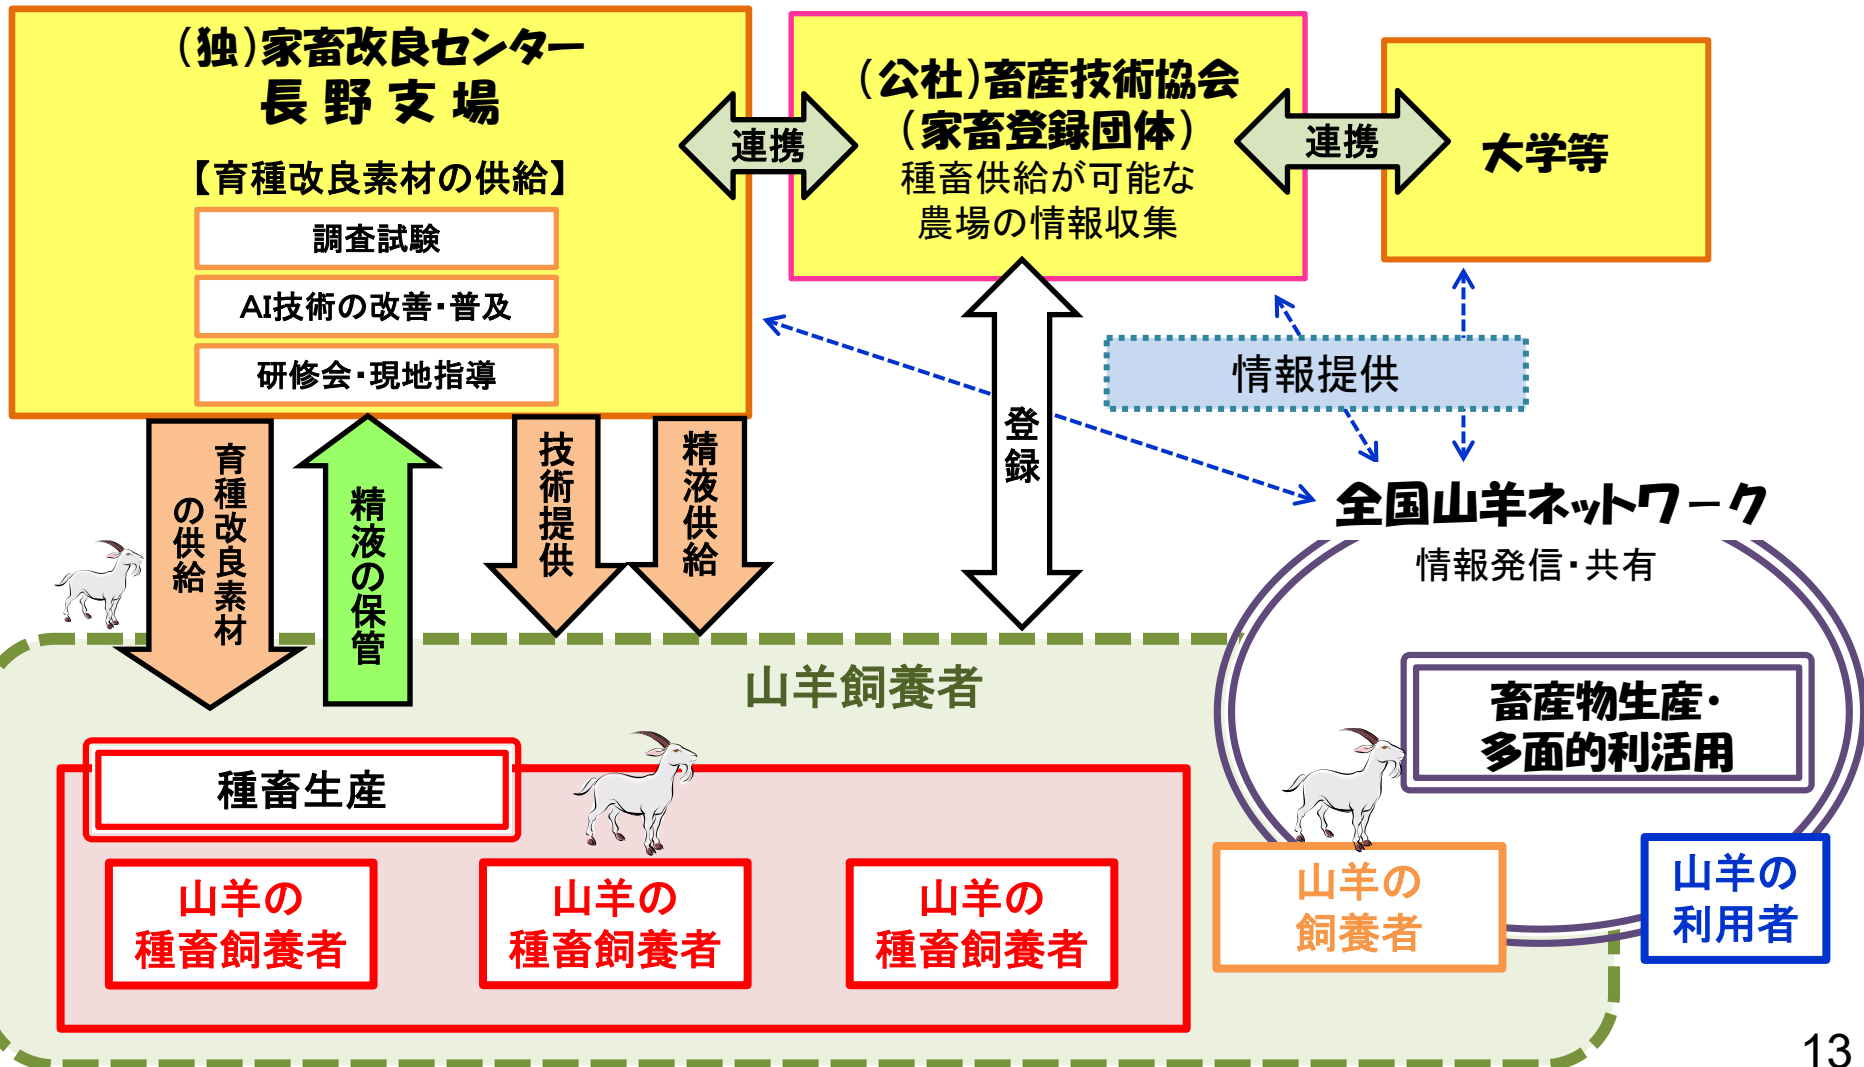 (独)家畜改良センター
長野支場
【育種改良素材の供給】
調査試験
AI技術の改善・普及
研修会・現地指導
連携
(公社)畜産技術協会
(家畜登録団体)
種畜供給が可能な
農場の情報収集
連携
大学等
情報提供
育種改良素材
の供給
精液の保管
技術提供
精液供給
登録
全国山羊ネットワーク
情報発信・共有
山羊飼養者
畜産物生産・
多面的利活用
種畜生産
山羊の
種畜飼養者
山羊の
種畜飼養者
山羊の
種畜飼養者
山羊の
飼養者
山羊の
利用者
13